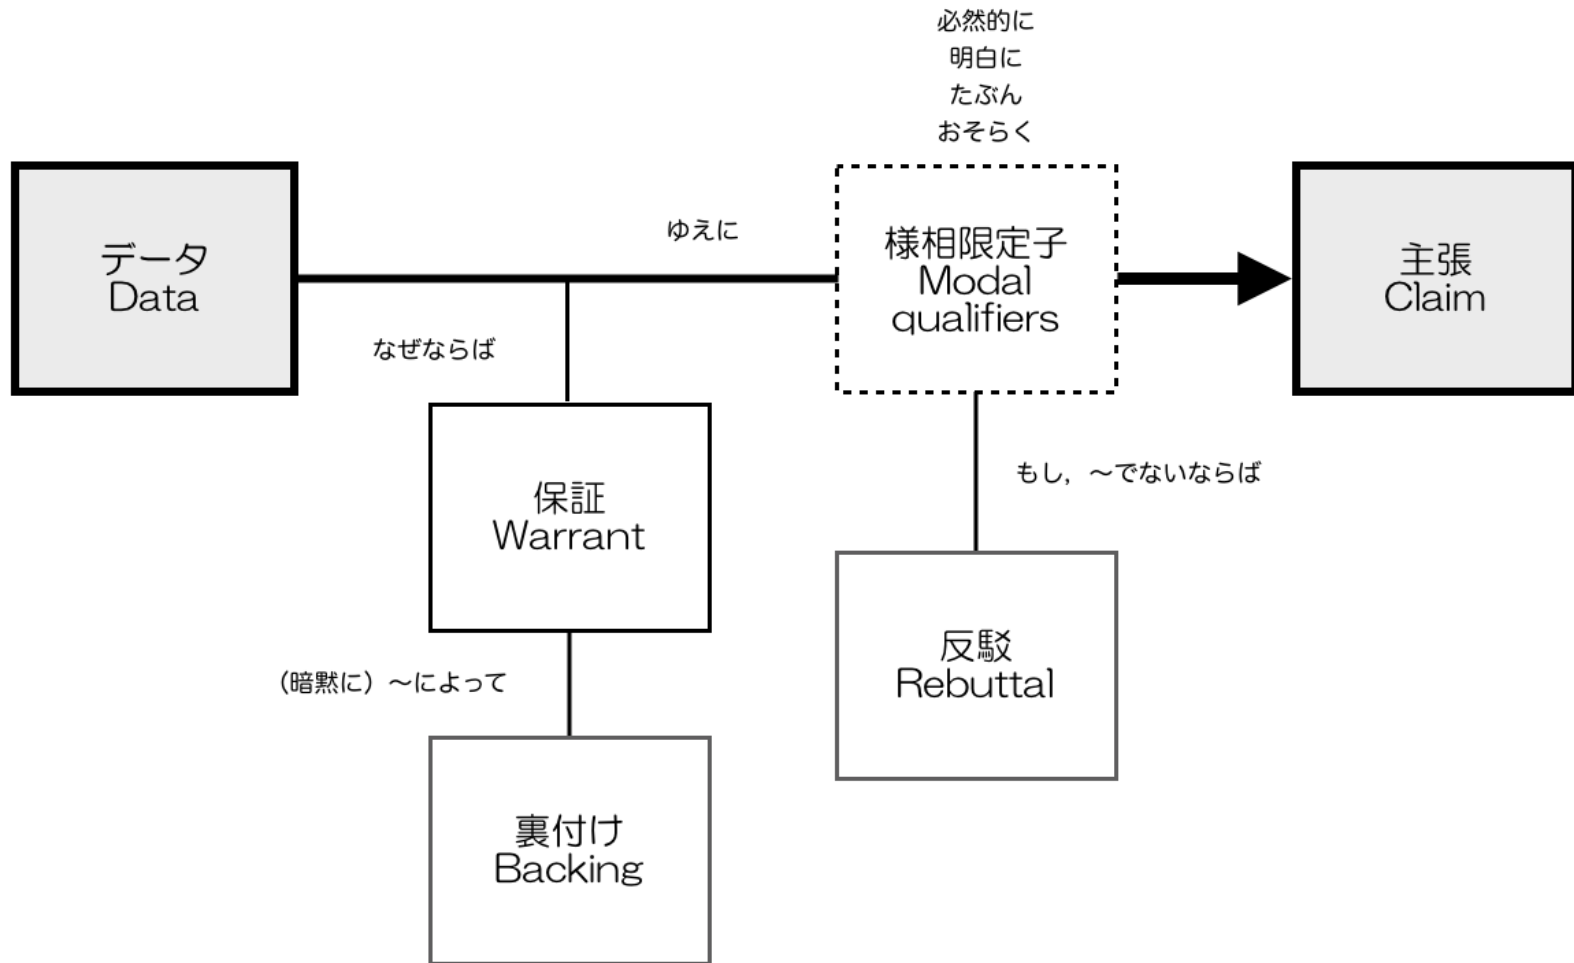 必然的に
明白に
たぶん
おそらく
データ
Data
ゆえに
様相限定子
Modal
qualifiers
主張
Claim
なぜならば
保証
Warrant
もし，〜でないならば
反駁
Rebuttal
（暗黙に）〜によって
裏付け
Backing